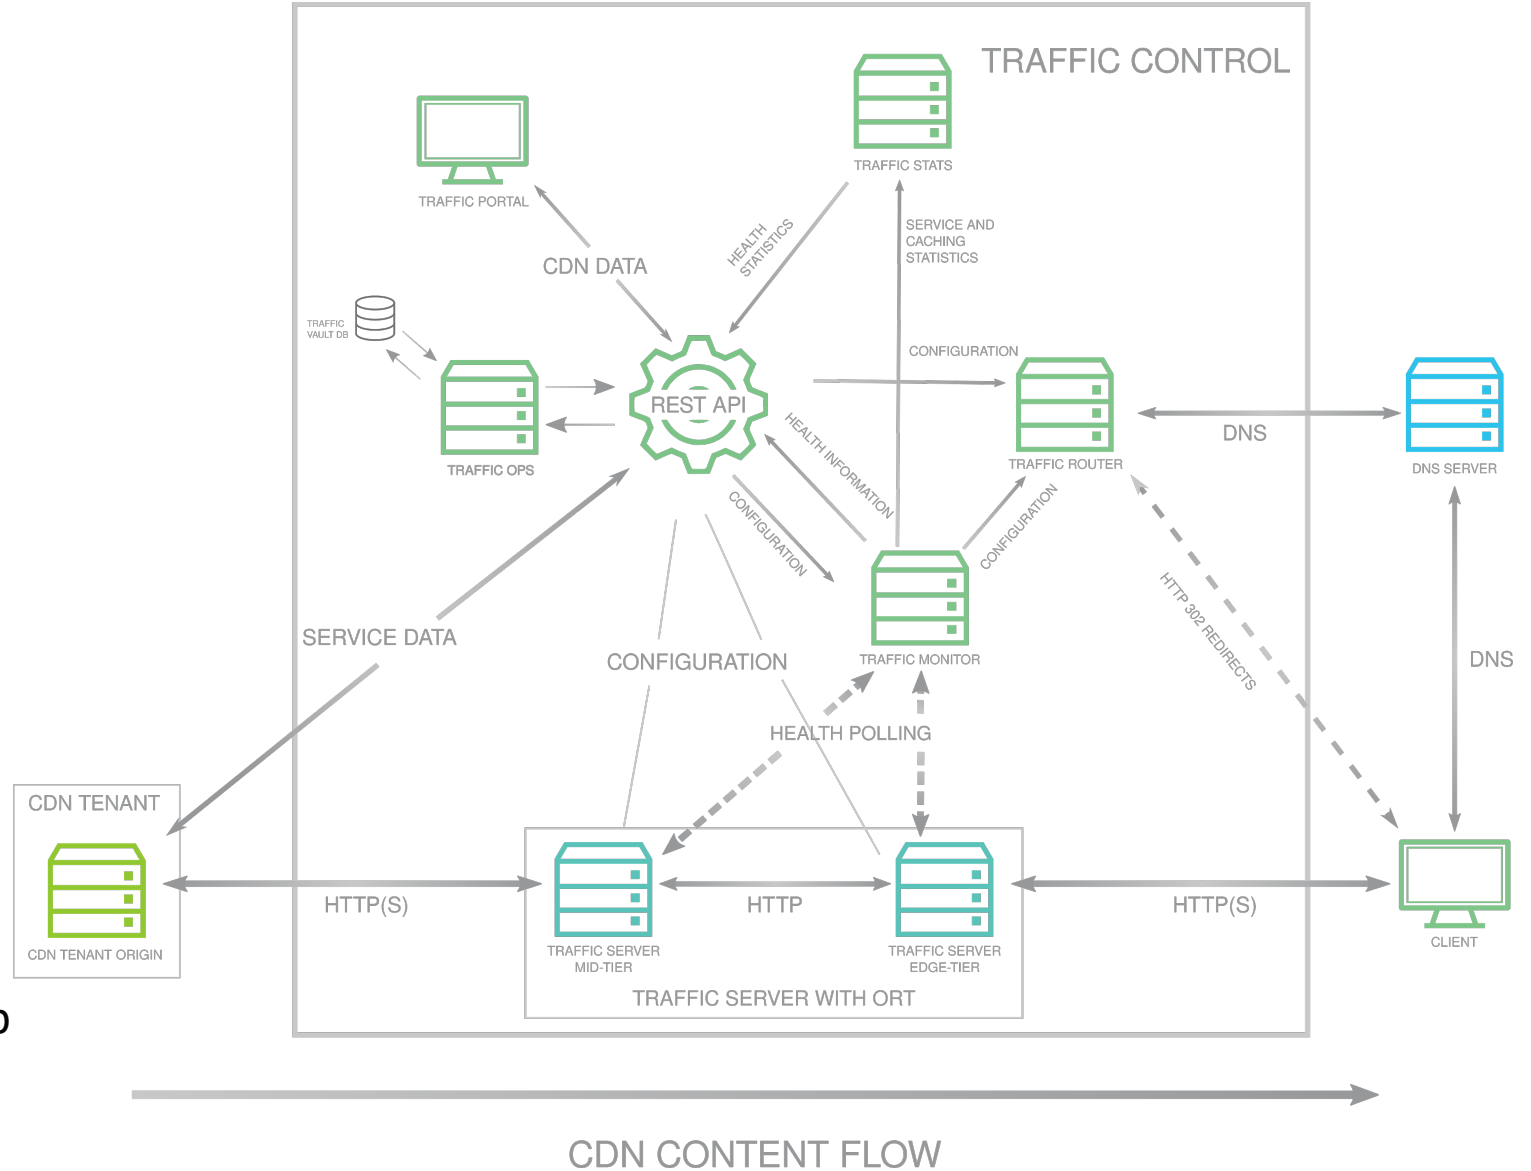 TRAFFIC CONTROL
TRAFFIC STATS
TRAFFIC PORTAL
HEALTH
STATISTICS
SERVICE AND
CACHING
STATISTICS
CDN DATA
TRAFFIC
VAULT DB
CONFIGURATION
REST API
TRAFFIC OPS
HEALTH INFORMATION
TRAFFIC ROUTER
DNS
DNS SERVER
CONFIGURATION
CONFIGURATION
HTTP 302 REDIRECTS
SERVICE DATA
CONFIGURATION
TRAFFIC MONITOR
DNS
HEALTH POLLING
CDN TENANT
HTTP(S)
HTTP
HTTP(S)
CDN TENANT ORIGIN
TRAFFIC SERVER
MID-TIER
TRAFFIC SERVER
EDGE-TIER
CLIENT
TRAFFIC SERVER WITH ORT
CDN CONTENT FLOW